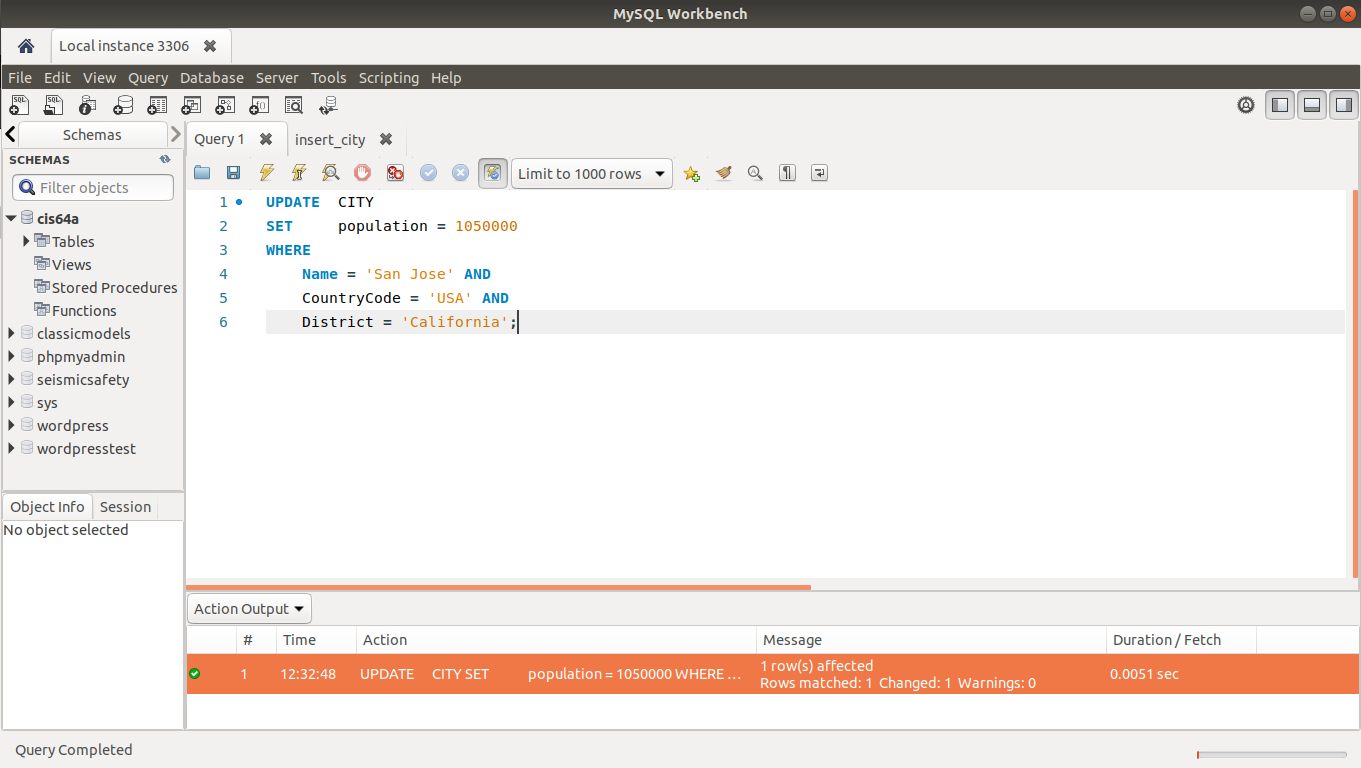 MySQL Workbench
Local instance 3306
File Edit View Query Database Server Tools Scripting Help
Schemas
Query 1
insert_city
SCHEMAS
Filter objects
Limit to 1000 rows
cis64a
Tables
Views
Stored Procedures
Functions
classicmodels
phpmyadmin
seismicsafety
sys
wordpress
wordpresstest
1 UPDATE CITY
2 SET population = 1050000
3 WHERE
4 Name = 'San Jose' AND
5 CountryCode = 'USA' AND
6 District = 'California';
Object Info Session
No object selected
Action Output
# Time Action Message Duration / Fetch
1 12:32:48 UPDATE CITY SET population = 1050000 WHERE ... 1 row(s) affected
Rows matched: 1 Changed: 1 Warnings: 0 0.0051 sec
Query Completed